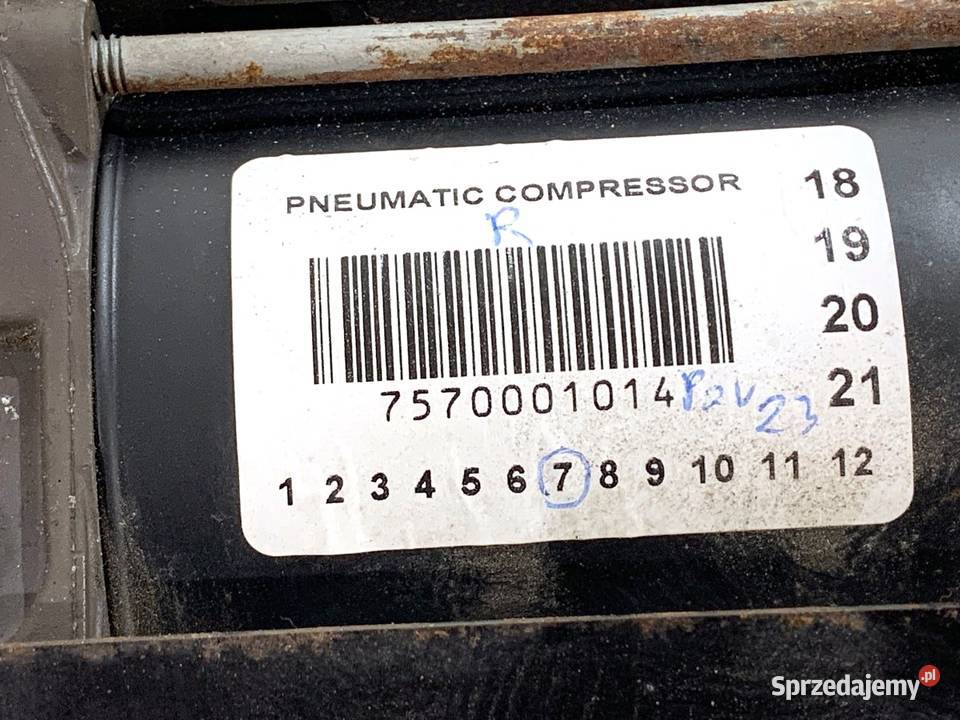 PNEUMATIC COMPRESSOR
R
7570001014
23
18
19
20
21
1 2 3 4 5 6 7 8 9 10 11 12
Sprzedajemy.pl